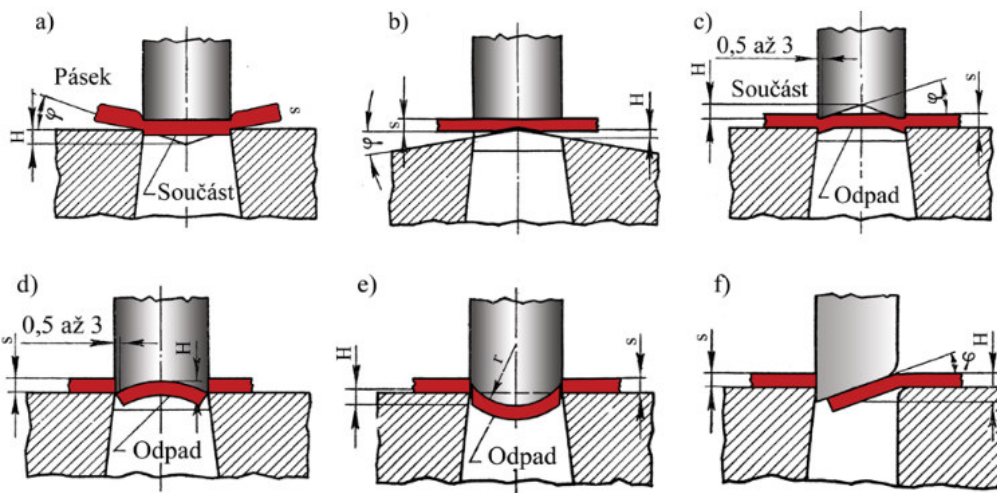 a)
Pásek
φ
H
s
Součást
b)
s
φ
H
c)
0,5 až 3
H
Součást
φ
s
Odpad
d)
0,5 až 3
s
H
Odpad
e)
H
r
s
Odpad
f)
s
φ
H